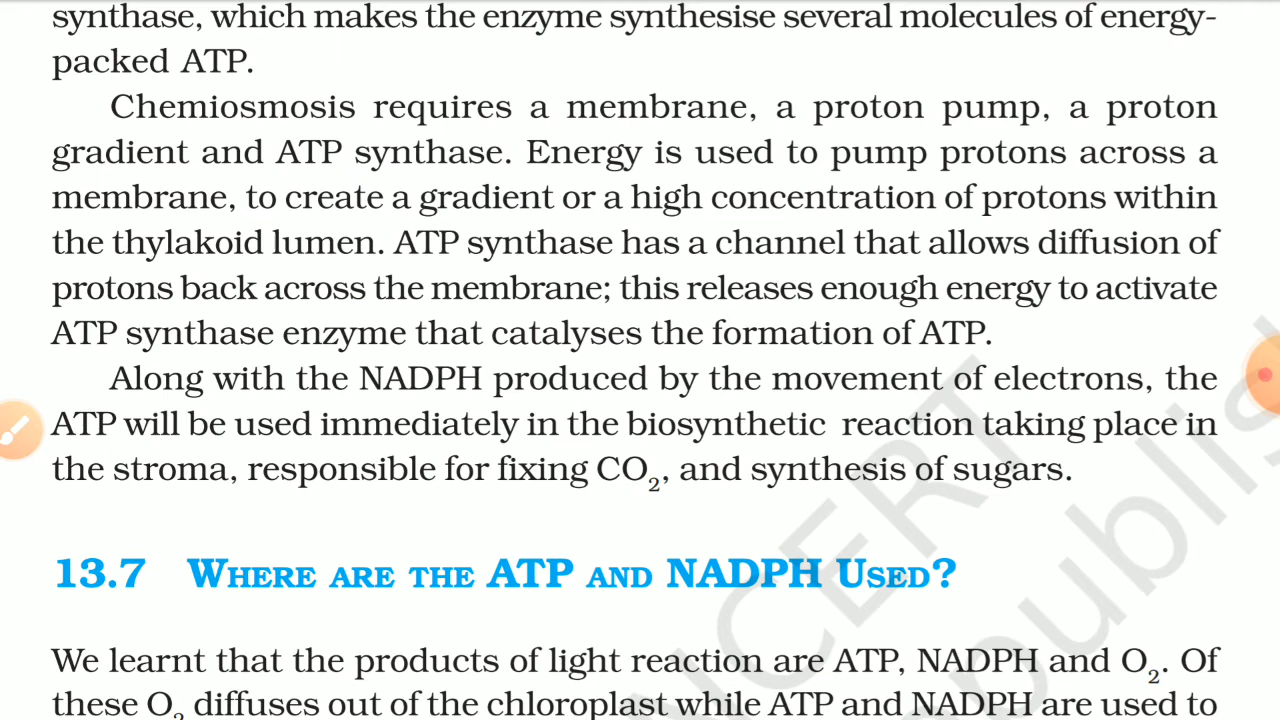 synthase, which makes the enzyme synthesise several molecules of energy-
packed ATP.
Chemiosmosis requires a membrane, a proton pump, a proton
gradient and ATP synthase. Energy is used to pump protons across a
membrane, to create a gradient or a high concentration of protons within
the thylakoid lumen. ATP synthase has a channel that allows diffusion of
protons back across the membrane; this releases enough energy to activate
ATP synthase enzyme that catalyses the formation of ATP.
Along with the NADPH produced by the movement of electrons, the
ATP will be used immediately in the biosynthetic reaction taking place in
the stroma, responsible for fixing CO₂, and synthesis of sugars.
13.7 WHERE ARE THE ATP AND NADPH USED?
We learnt that the products of light reaction are ATP, NADPH and O₂. Of
these O₂ diffuses out of the chloroplast while ATP and NADPH are used to
NCERT